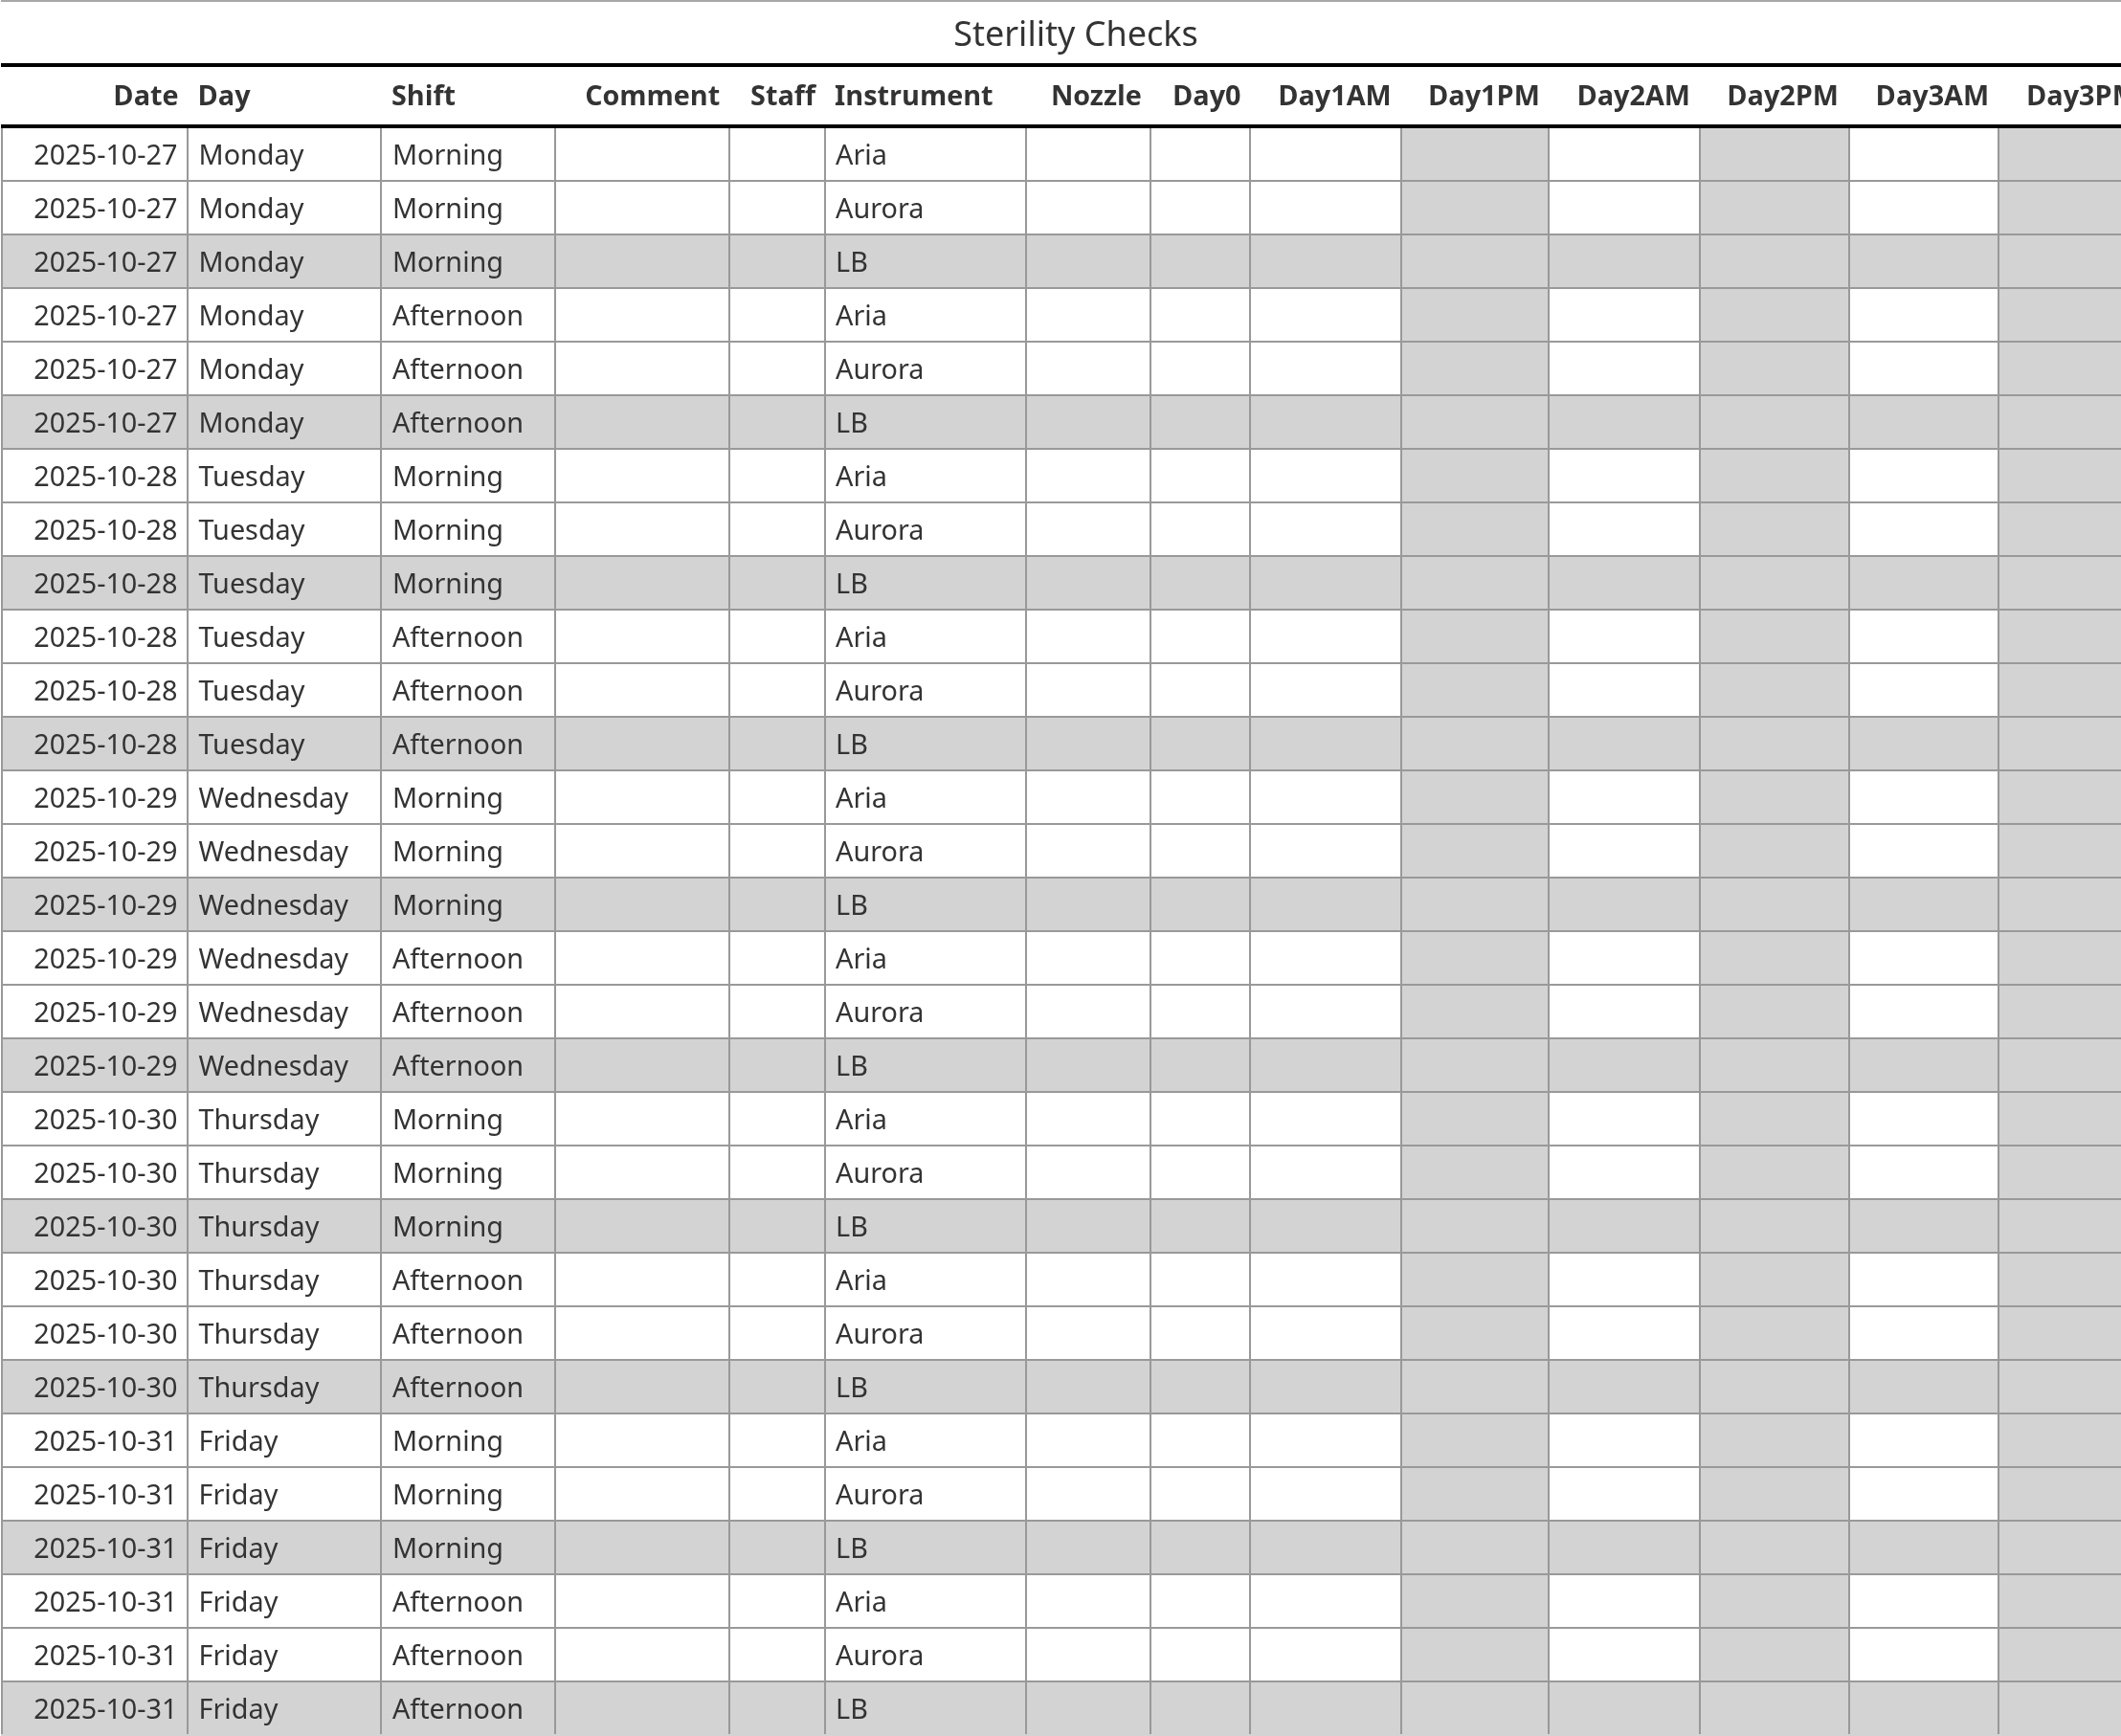 Sterility Checks
Date Day Shift Comment Staff Instrument Nozzle Day0 Day1AM Day1PM Day2AM Day2PM Day3AM Day3PM
2025-10-27 Monday Morning Aria
2025-10-27 Monday Morning Aurora
2025-10-27 Monday Morning LB
2025-10-27 Monday Afternoon Aria
2025-10-27 Monday Afternoon Aurora
2025-10-27 Monday Afternoon LB
2025-10-28 Tuesday Morning Aria
2025-10-28 Tuesday Morning Aurora
2025-10-28 Tuesday Morning LB
2025-10-28 Tuesday Afternoon Aria
2025-10-28 Tuesday Afternoon Aurora
2025-10-28 Tuesday Afternoon LB
2025-10-29 Wednesday Morning Aria
2025-10-29 Wednesday Morning Aurora
2025-10-29 Wednesday Morning LB
2025-10-29 Wednesday Afternoon Aria
2025-10-29 Wednesday Afternoon Aurora
2025-10-29 Wednesday Afternoon LB
2025-10-30 Thursday Morning Aria
2025-10-30 Thursday Morning Aurora
2025-10-30 Thursday Morning LB
2025-10-30 Thursday Afternoon Aria
2025-10-30 Thursday Afternoon Aurora
2025-10-30 Thursday Afternoon LB
2025-10-31 Friday Morning Aria
2025-10-31 Friday Morning Aurora
2025-10-31 Friday Morning LB
2025-10-31 Friday Afternoon Aria
2025-10-31 Friday Afternoon Aurora
2025-10-31 Friday Afternoon LB